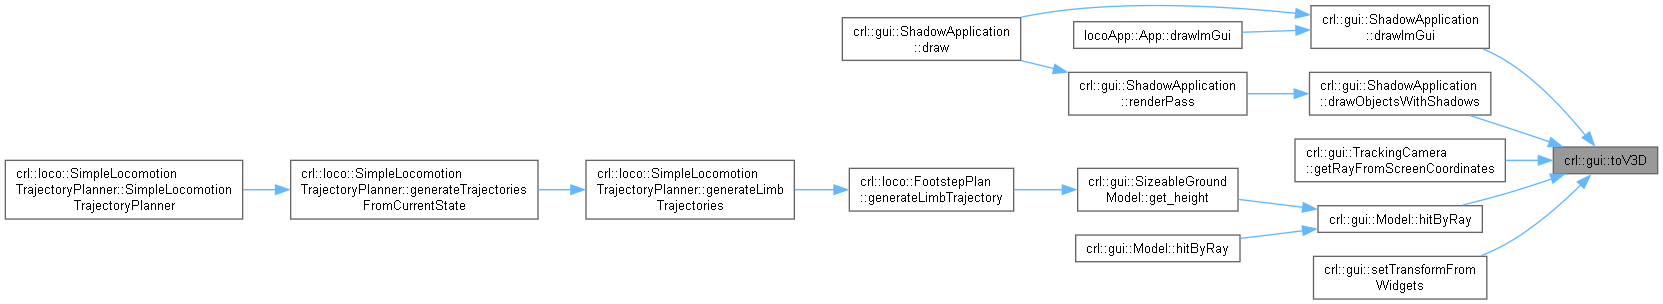 crl::gui::ShadowApplication
::draw
locoApp::App::drawImGui
crl::gui::ShadowApplication
::drawImGui
crl::gui::ShadowApplication
::renderPass
crl::gui::ShadowApplication
::drawObjectsWithShadows
crl::gui::toV3D
crl::gui::TrackingCamera
::getRayFromScreenCoordinates
crl::loco::SimpleLocomotion
TrajectoryPlanner::SimpleLocomotion
TrajectoryPlanner
crl::loco::SimpleLocomotion
TrajectoryPlanner::generateTrajectories
FromCurrentState
crl::loco::SimpleLocomotion
TrajectoryPlanner::generateLimb
Trajectories
crl::loco::FootstepPlan
::generateLimbTrajectory
crl::gui::SizeableGround
Model::get_height
crl::gui::Model::hitByRay
crl::gui::Model::hitByRay
crl::gui::setTransformFrom
Widgets